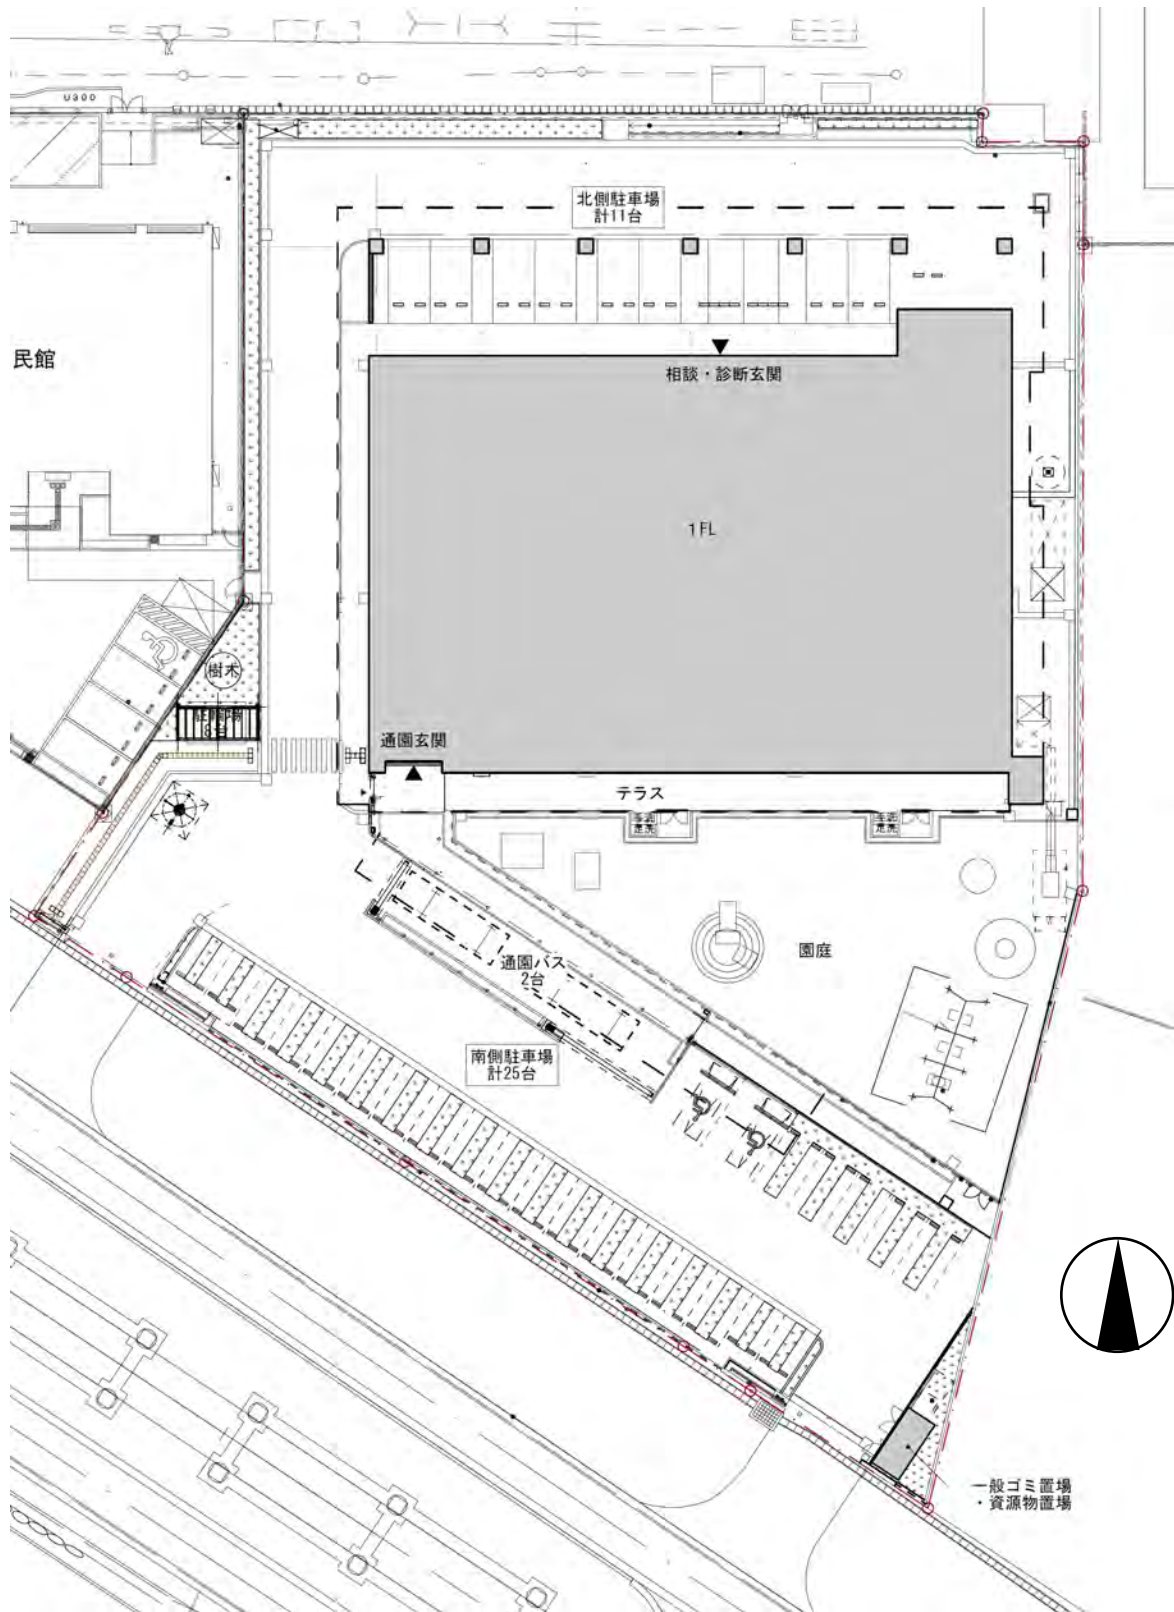 U300
北側駐車場
計11台
民館
相談・診断玄関
1FL
樹木
通園玄関
テラス
園庭
通園バス
2台
南側駐車場
計25台
一般ゴミ置場
・資源物置場